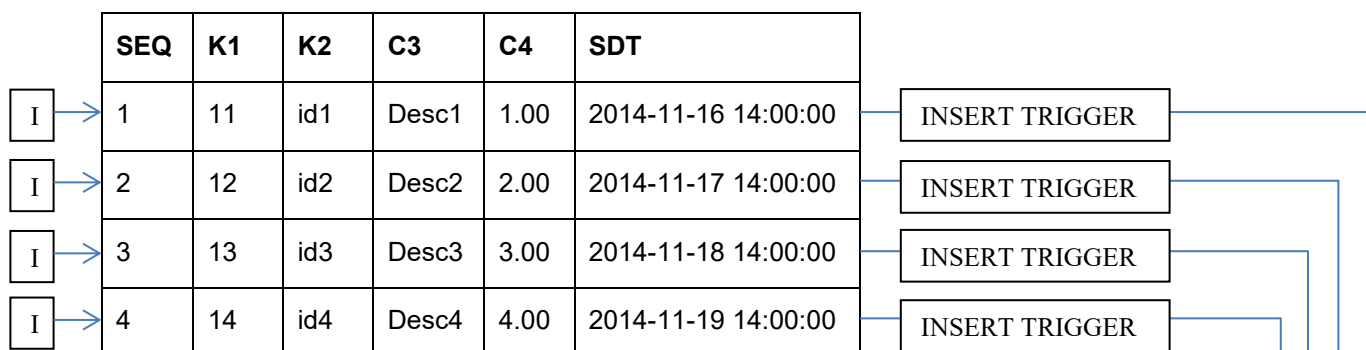 SEQ K1 K2 C3 C4 SDT
I 1 11 id1 Desc1 1.00 2014-11-16 14:00:00 INSERT TRIGGER
I 2 12 id2 Desc2 2.00 2014-11-17 14:00:00 INSERT TRIGGER
I 3 13 id3 Desc3 3.00 2014-11-18 14:00:00 INSERT TRIGGER
I 4 14 id4 Desc4 4.00 2014-11-19 14:00:00 INSERT TRIGGER